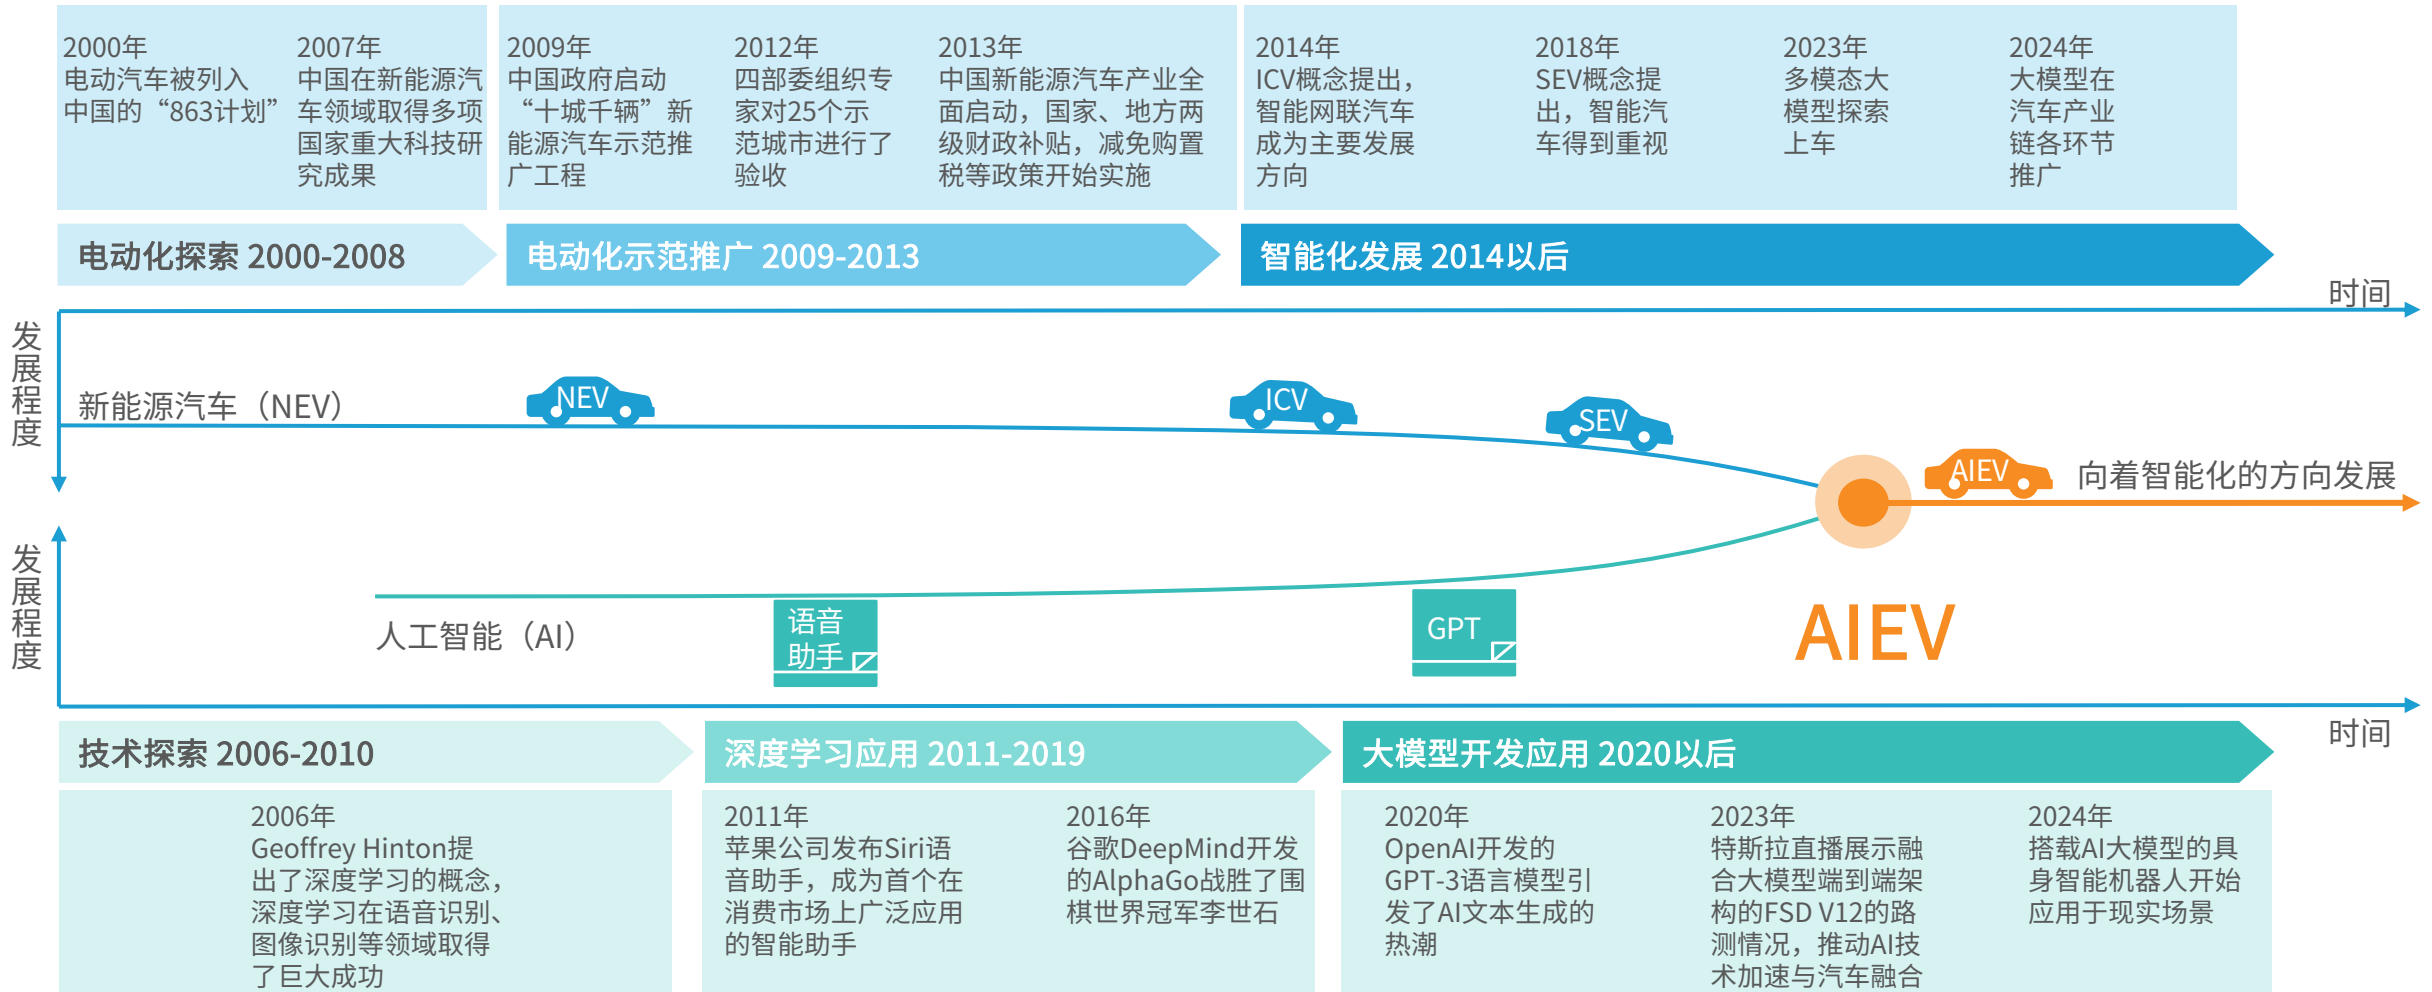 2000年
电动汽车被列入
中国的“863计划”
2007年
中国在新能源汽
车领域取得多项
国家重大科技研
究成果
2009年
中国政府启动
“十城千辆”新
能源汽车示范推
广工程
2012年
四部委组织专
家对25个示
范城市进行了
验收
2013年
中国新能源汽车产业全
面启动，国家、地方两
级财政补贴，减免购置
税等政策开始实施
2014年
ICV概念提出，
智能网联汽车
成为主要发展
方向
2018年
SEV概念提
出，智能汽
车得到重视
2023年
多模态大
模型探索
上车
2024年
大模型在
汽车产业
链各环节
推广
电动化探索 2000-2008
电动化示范推广 2009-2013
智能化发展 2014以后
时间
发展程度
新能源汽车（NEV）
NEV
ICV
SEV
AIEV
向着智能化的方向发展
发展程度
人工智能（AI）
语音
助手
GPT
AIEV
时间
技术探索 2006-2010
深度学习应用 2011-2019
大模型开发应用 2020以后
2006年
Geoffrey Hinton提
出了深度学习的概念，
深度学习在语音识别、
图像识别等领域取得
了巨大成功
2011年
苹果公司发布Siri语
音助手，成为首个在
消费市场上广泛应用
的智能助手
2016年
谷歌DeepMind开发
的AlphaGo战胜了围
棋世界冠军李世石
2020年
OpenAI开发的
GPT-3语言模型引
发了AI文本生成的
热潮
2023年
特斯拉直播展示融
合大模型端到端架
构的FSD V12的路
测情况，推动AI技
术加速与汽车融合
2024年
搭载AI大模型的具
身智能机器人开始
应用于现实场景